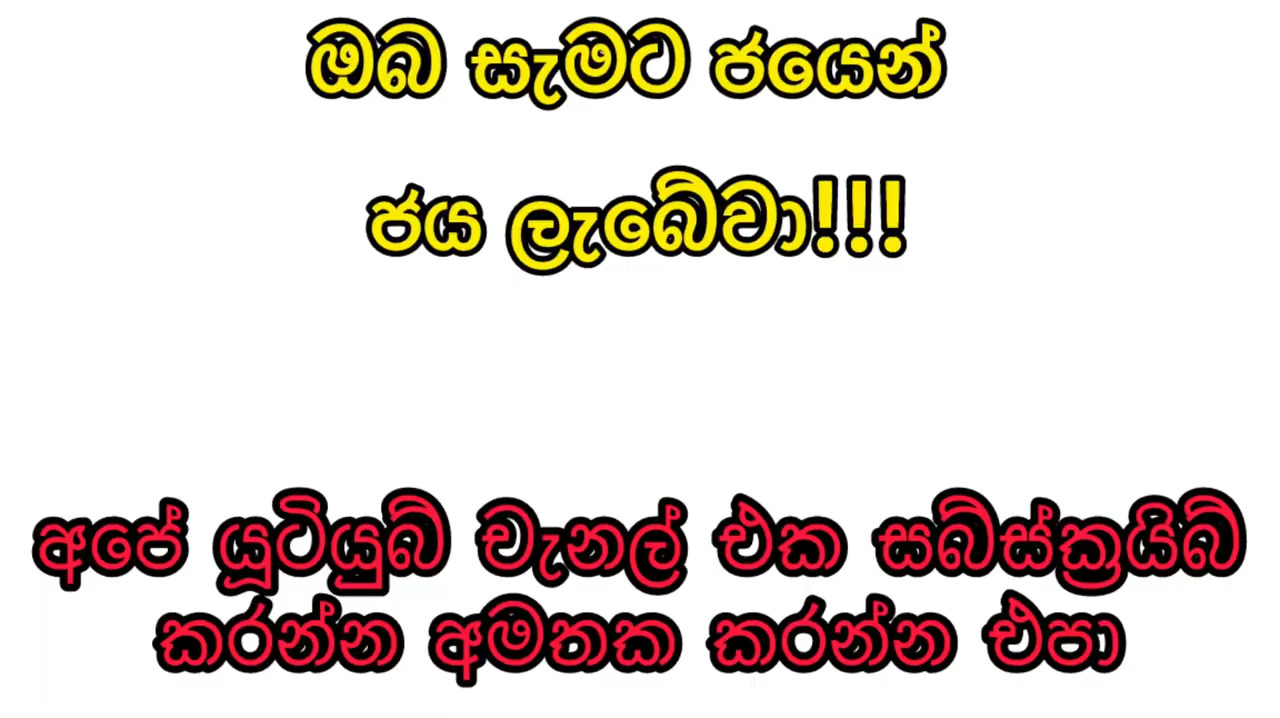 ඔබ සැමට ජයෙන්
ජය ලැබේවා!!!
අපේ යූටියුබ් චැනල් එක සබ්ස්ක්‍රයිබ්
කරන්න අමතක කරන්න එපා